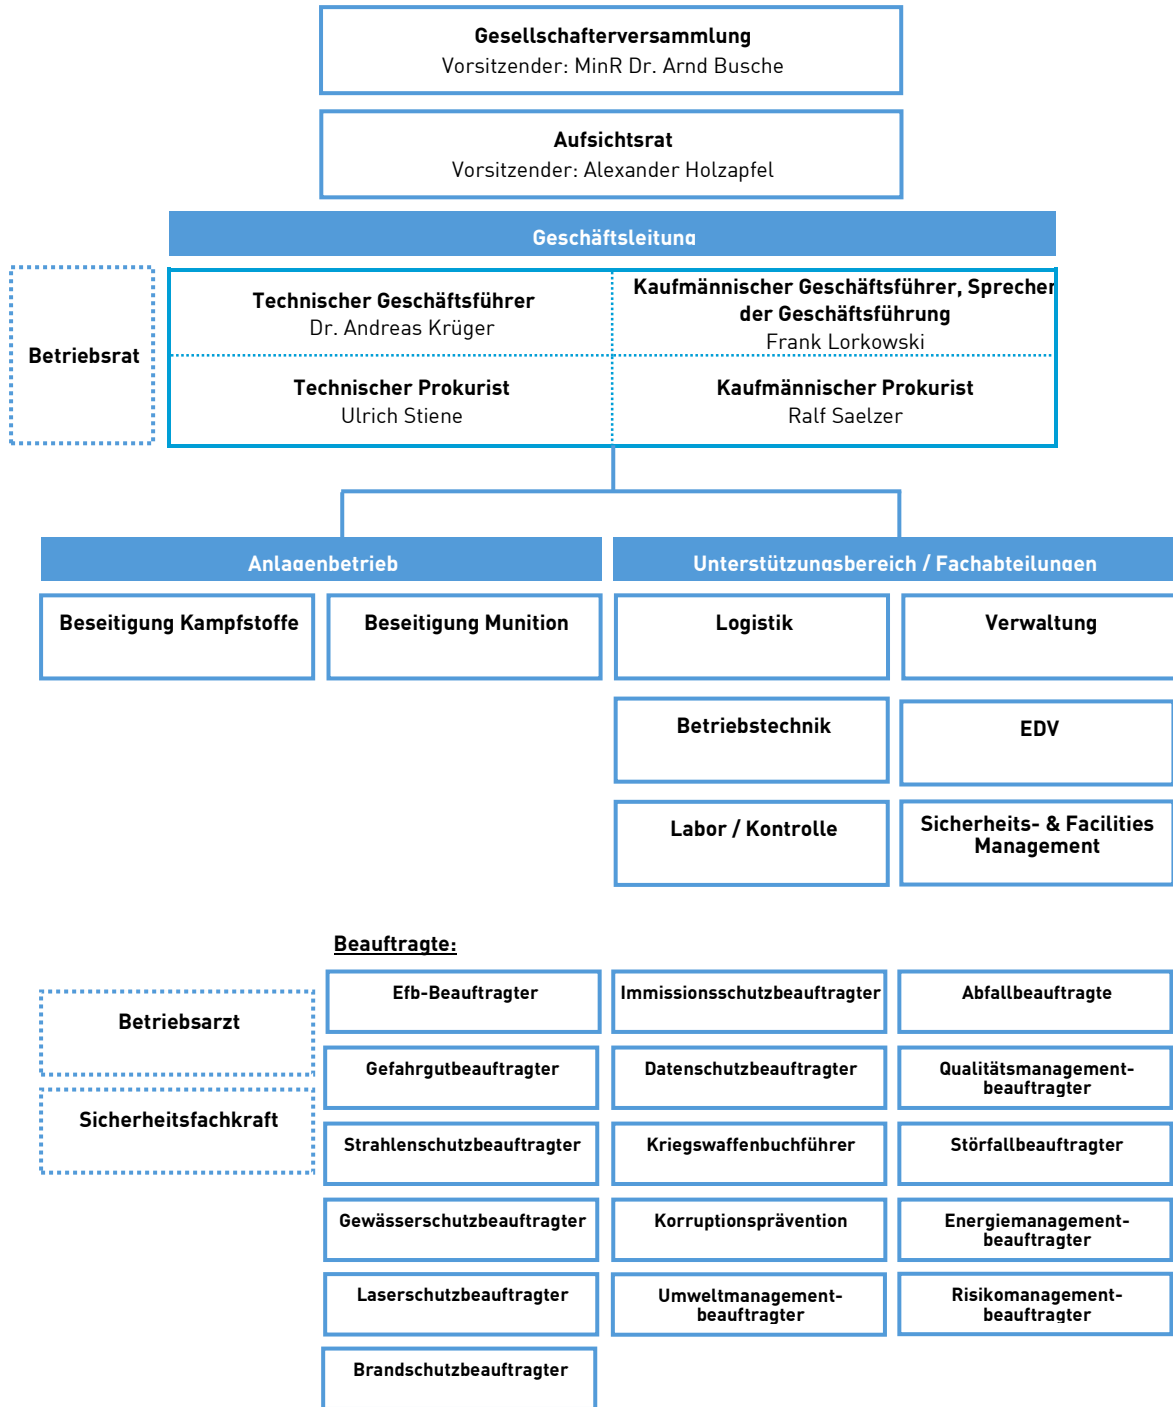 Gesellschafterversammlung
Vorsitzender: MinR Dr. Arnd Busche
Aufsichtsrat
Vorsitzender: Alexander Holzapfel
Geschäftsleitung
Betriebsrat
Technischer Geschäftsführer
Dr. Andreas Krüger
Kaufmännischer Geschäftsführer, Sprecher
der Geschäftsführung
Frank Lorkowski
Technischer Prokurist
Ulrich Stiene
Kaufmännischer Prokurist
Ralf Saelzer
Anlagenbetrieb
Unterstützungsbereich / Fachabteilungen
Beseitigung Kampfstoffe
Beseitigung Munition
Logistik
Verwaltung
Betriebstechnik
EDV
Labor / Kontrolle
Sicherheits- & Facilities
Management
Beauftragte:
Betriebsarzt
Sicherheitsfachkraft
Efb-Beauftragter
Immissionsschutzbeauftragter
Abfallbeauftragte
Gefahrgutbeauftragter
Datenschutzbeauftragter
Qualitätsmanagement-
beauftragter
Strahlenschutzbeauftragter
Kriegswaffenbuchführer
Störfallbeauftragter
Gewässerschutzbeauftragter
Korruptionsprävention
Energiemanagement-
beauftragter
Laserschutzbeauftragter
Umweltmanagement-
beauftragter
Risikomanagement-
beauftragter
Brandschutzbeauftragter